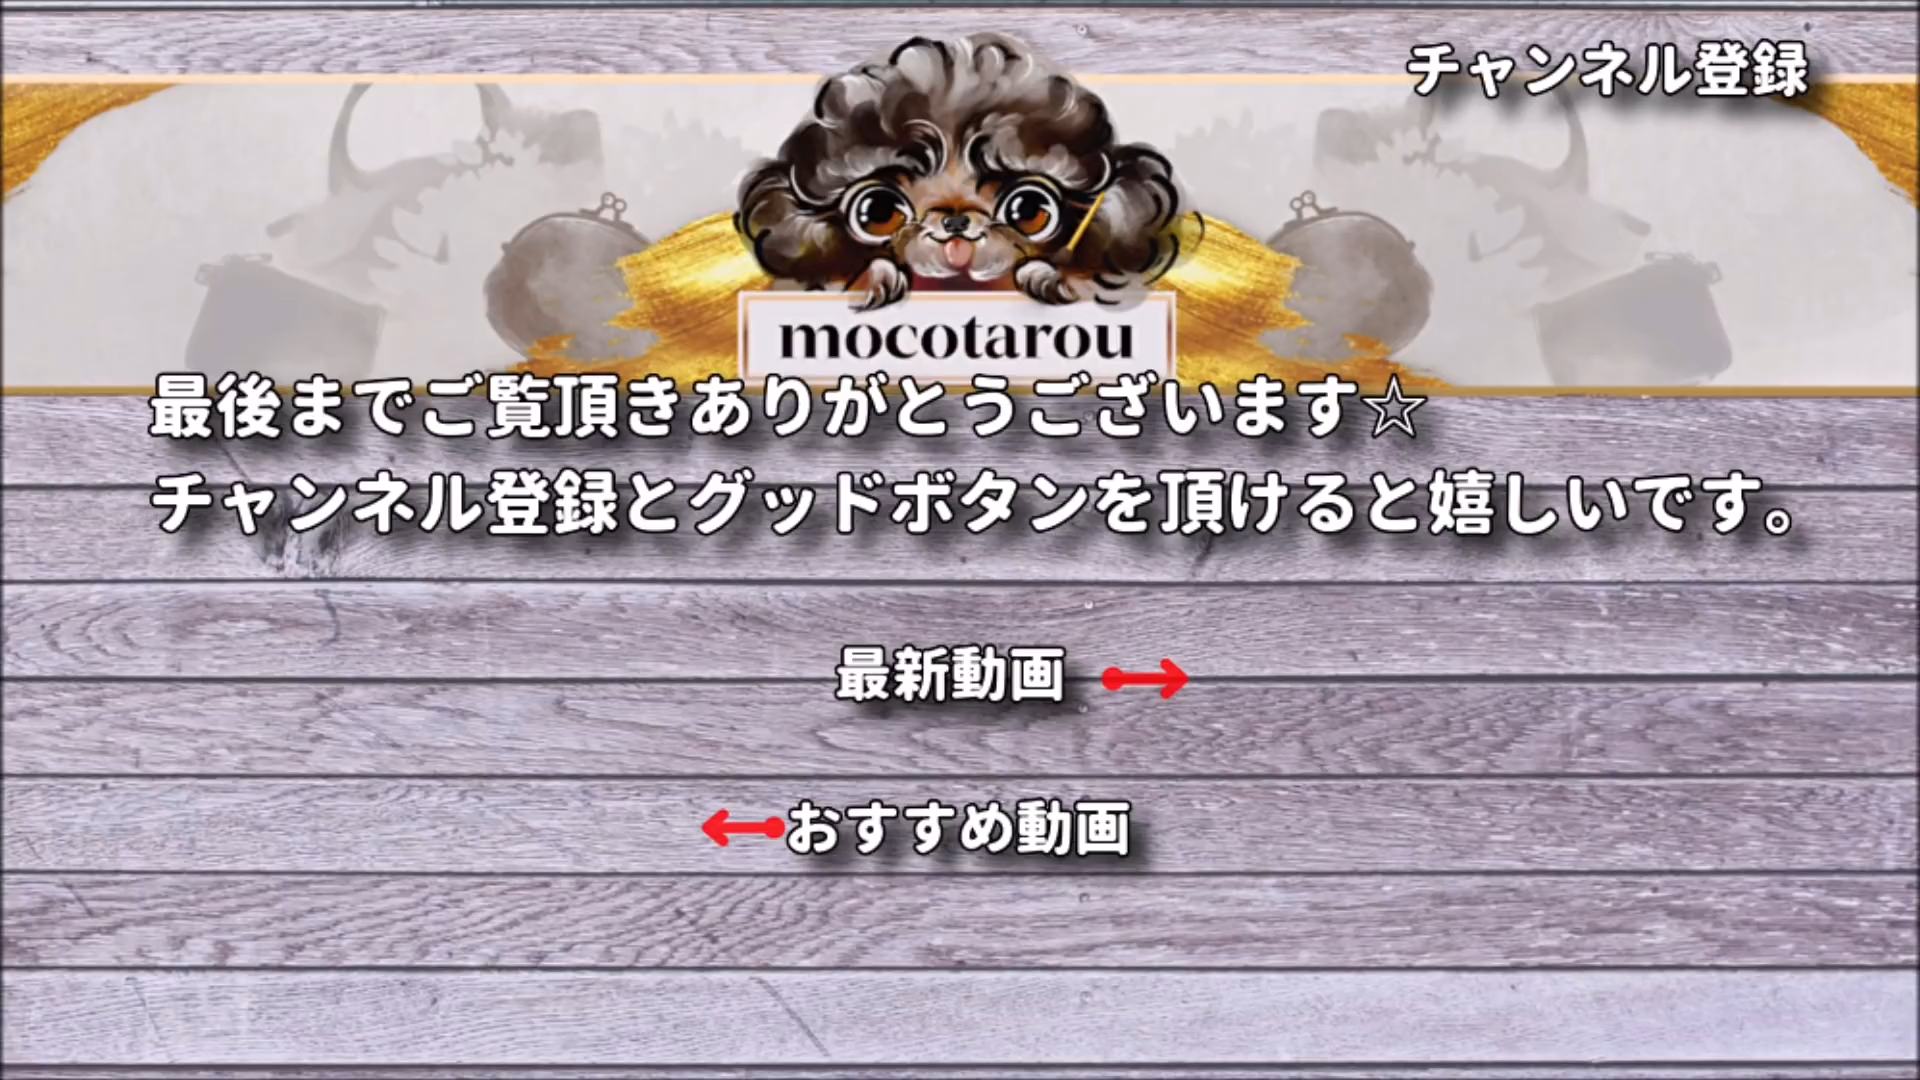 チャンネル登録
mocotarou
最後までご覧頂きありがとうございます☆
チャンネル登録とグッドボタンを頂けると嬉しいです。
最新動画
おすすめ動画